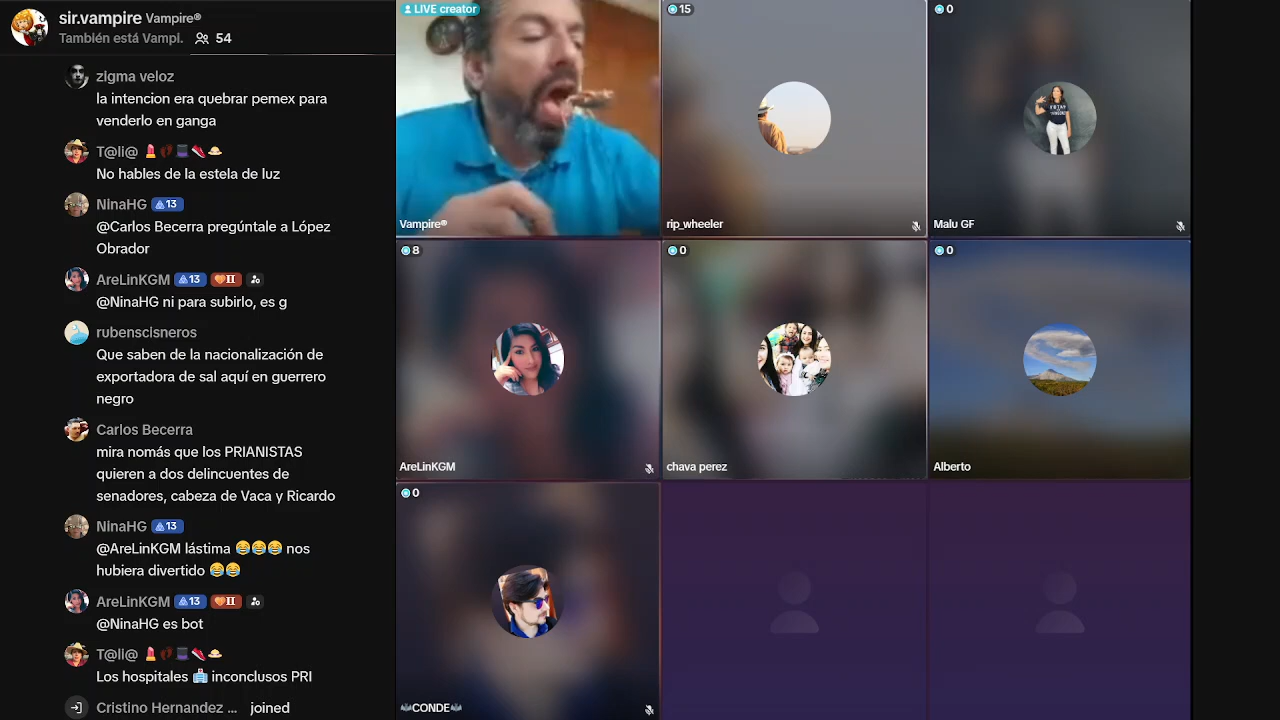 sir.vampire Vampire®
También está Vampi. 54
zigma veloz
la intencion era quebrar pemex para
venderlo en ganga
T@li@ 💄👣🎩👠👒
No hables de la estela de luz
NinaHG 13
@Carlos Becerra pregúntale a López
Obrador
AreLinKGM 13 II
@NinaHG ni para subirlo, es g
rubenscisneros
Que saben de la nacionalización de
exportadora de sal aquí en guerrero
negro
Carlos Becerra
mira nomás que los PRIANISTAS
quieren a dos delincuentes de
senadores, cabeza de Vaca y Ricardo
NinaHG 13
@AreLinKGM lástima 😂😂😂 nos
hubiera divertido 😂😂
AreLinKGM 13 II
@NinaHG es bot
T@li@ 💄👣🎩👠👒
Los hospitales 🏥 inconclusos PRI
Cristino Hernandez ... joined
LIVE creator
Vampire®
15
rip_wheeler
0
Malu GF
8
AreLinKGM
0
chava perez
0
Alberto
0
🦇CONDE🦇